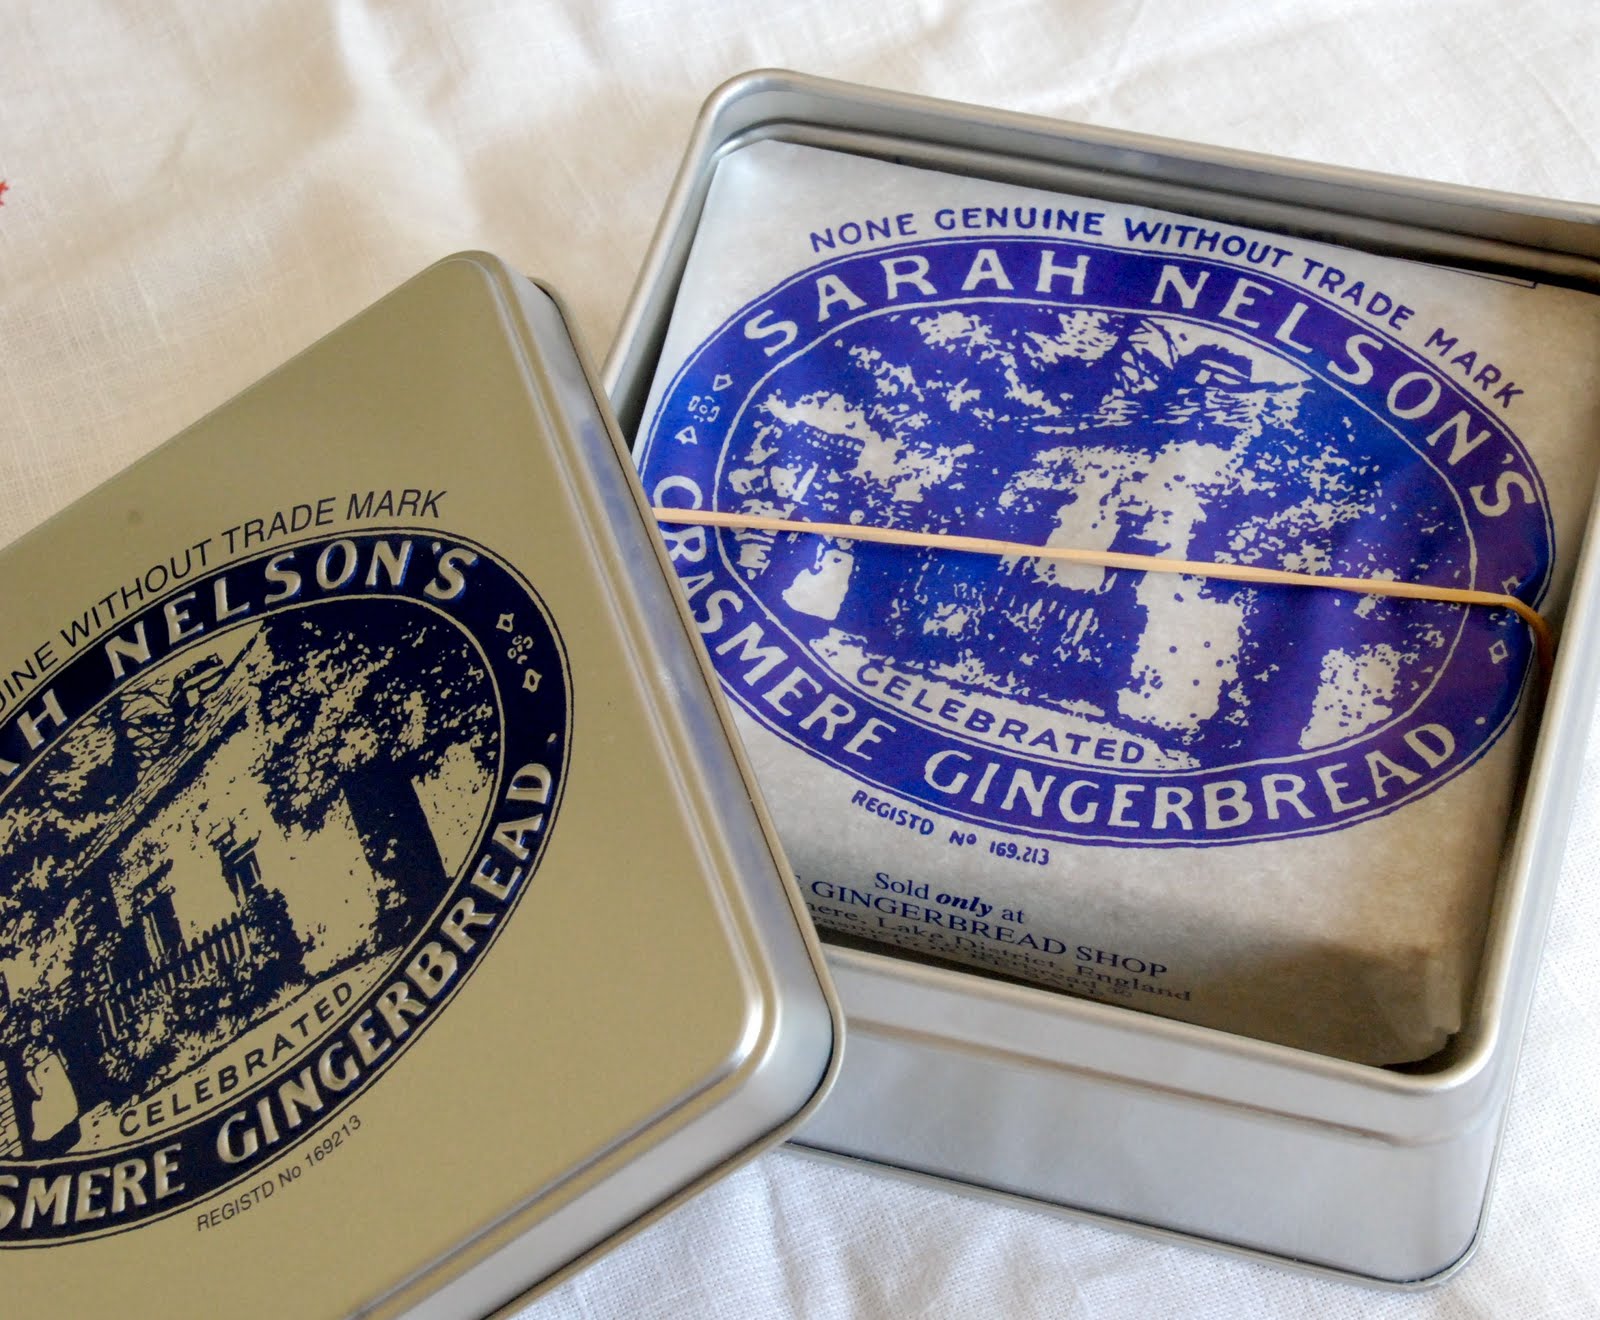 UINE WITHOUT TRADE MARK
AH NELSON'S
CELEBRATED
SMERE GINGERBREAD
REGISTD No 169213
NONE GENUINE WITHOUT TRADE MARK
SARAH NELSON'S
CELEBRATED
GRASMERE GINGERBREAD
REGISTD No 169.213
Sold only at
E GINGERBREAD SHOP
mere, Lake District, England